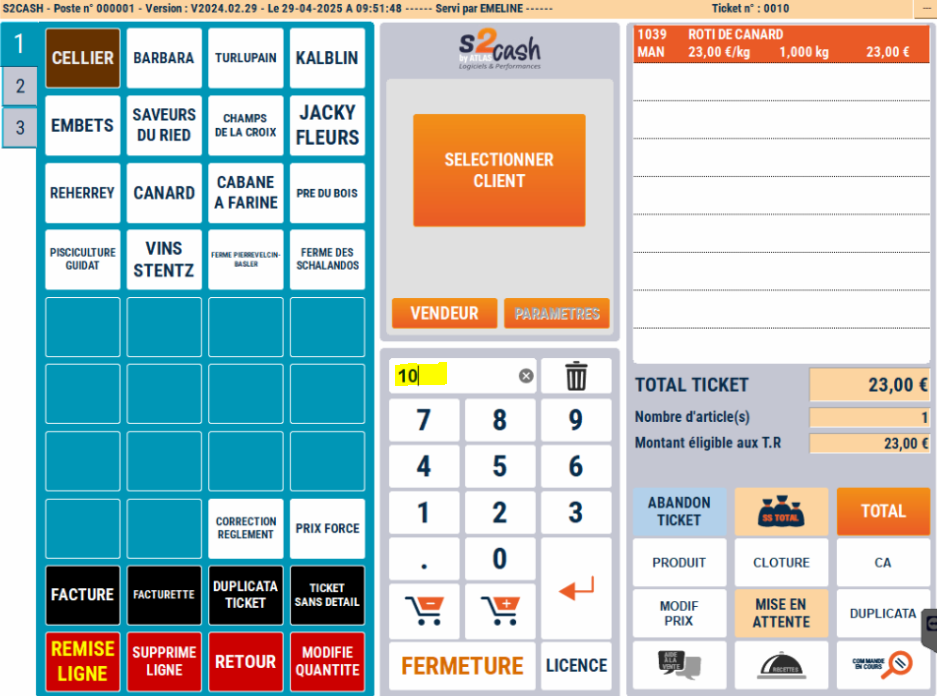 S2CASH - Poste n° 000001 - Version : V2024.02.29 - Le 29-04-2025 A 09:51:48 ------ Servi par EMELINE ------ Ticket n° : 0010
1
2
3
CELLIER
BARBARA
TURLUPAIN
KALBLIN
EMBETS
SAVEURS
DU RIED
CHAMPS
DE LA CROIX
JACKY
FLEURS
REHERREY
CANARD
CABANE
A FARINE
PRE DU BOIS
PISCICULTURE
GUIDAT
VINS
STENTZ
FERME PIERREVELCIN-
BASLER
FERME DES
SCHALANDOS
CORRECTION
REGLEMENT
PRIX FORCE
FACTURE
FACTURETTE
DUPLICATA
TICKET
TICKET
SANS DETAIL
REMISE
LIGNE
SUPPRIME
LIGNE
RETOUR
MODIFIE
QUANTITE
S2cash
by ATLAS
Logiciels & Performances
SELECTIONNER
CLIENT
VENDEUR
PARAMETRES
10
7 8 9
4 5 6
1 2 3
. 0
FERMETURE
LICENCE
1039 ROTI DE CANARD
MAN 23,00 €/kg 1,000 kg 23,00 €
TOTAL TICKET 23,00 €
Nombre d'article(s) 1
Montant éligible aux T.R 23,00 €
ABANDON
TICKET
SS TOTAL
TOTAL
PRODUIT
CLOTURE
CA
MODIF
PRIX
MISE EN
ATTENTE
DUPLICATA
AIDE
A LA
VENTE
RECETTES
COMMANDE
EN COURS